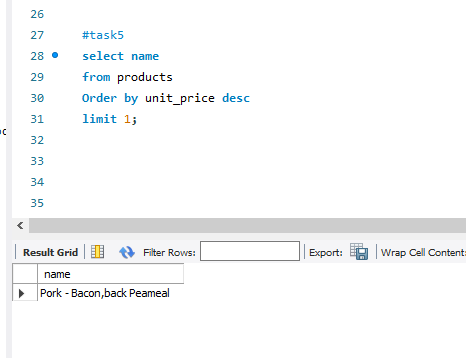 26
27 #task5
28 select name
29 from products
30 Order by unit_price desc
31 limit 1;
32
33
34
35
Result Grid Filter Rows: Export: Wrap Cell Content:
name
Pork - Bacon,back Peameal